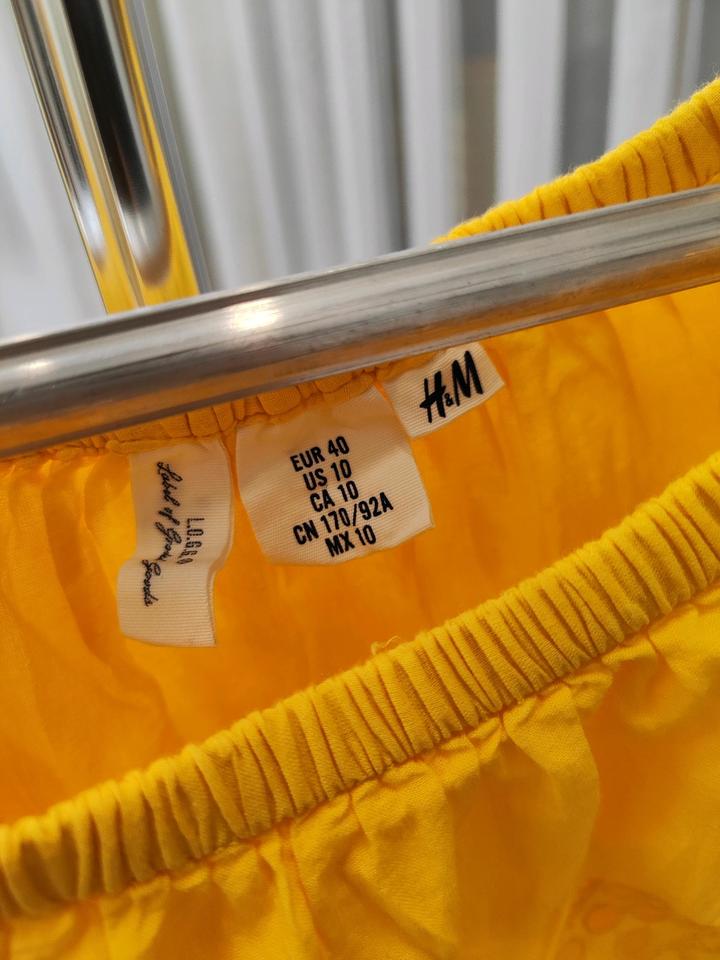 H&M
EUR 40
US 10
CA 10
CN 170/92A
MX 10
L.O.G.G.
Label of Graded Goods